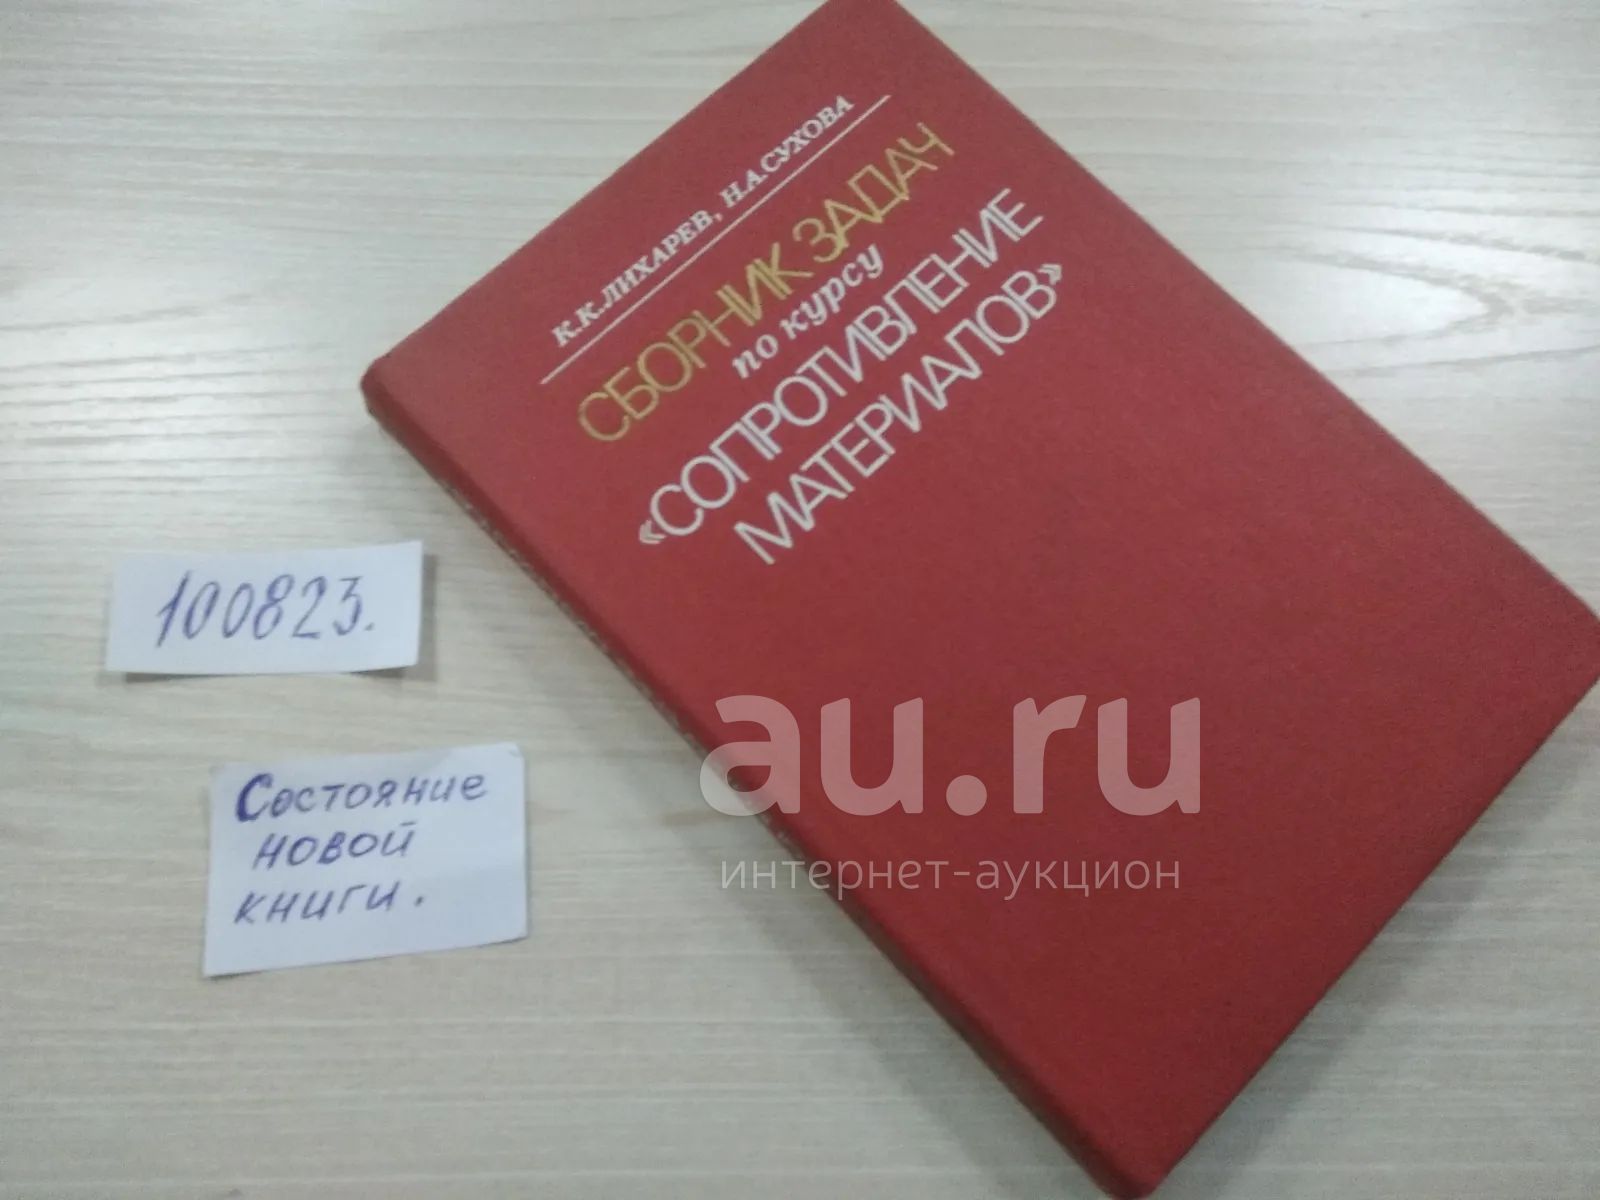 К.К.ЛИХАРЕВ, Н.А.СУХОВА
СБОРНИК ЗАДАЧ
по курсу
«СОПРОТИВЛЕНИЕ
МАТЕРИАЛОВ»
100823.
Состояние
новой
книги.
au.ru
интернет-аукцион